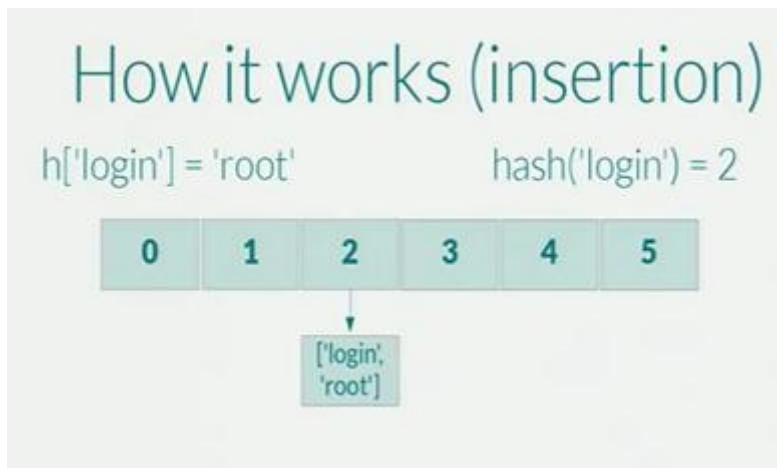 How it works (insertion)
h['login'] = 'root' hash('login') = 2
0 1 2 3 4 5
['login',
'root']